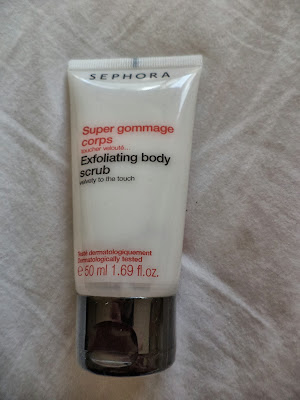 SEPHORA
Super gommage
corps
toucher velouté...
Exfoliating body
scrub
velvety to the touch...
Testé dermatologiquement
Dermatologically tested
e 50 ml 1.69 fl.oz.